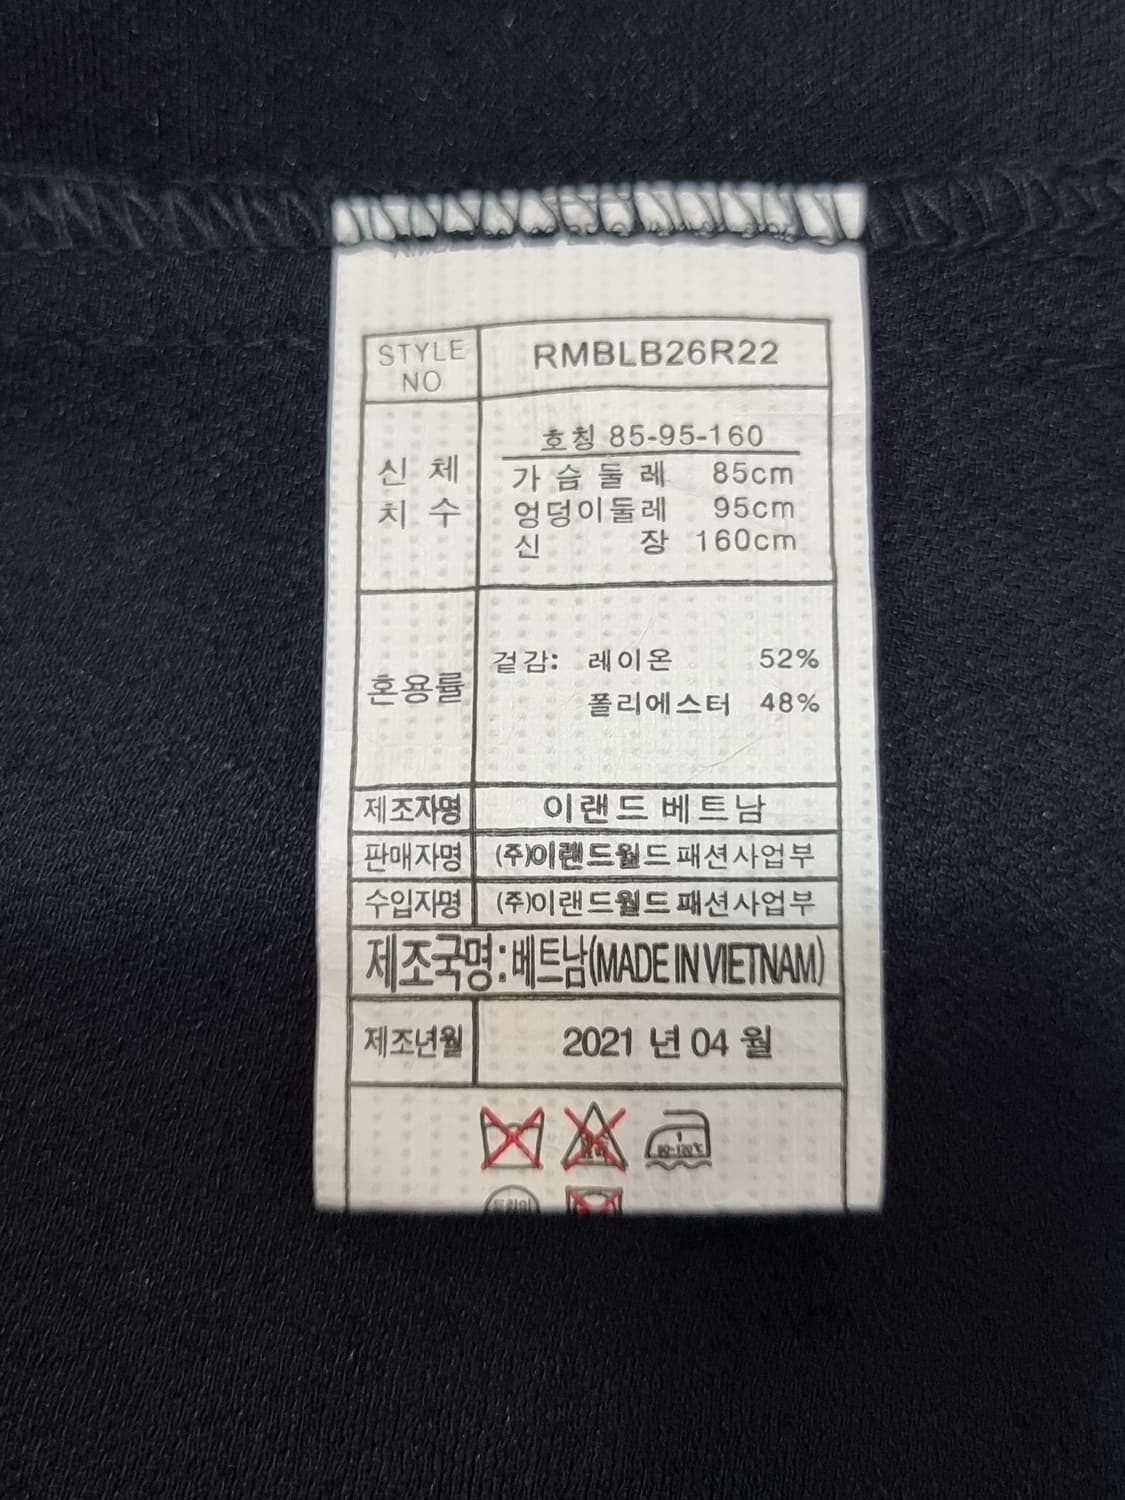 STYLE NO RMBLB26R22
신체 치수
호칭 85-95-160
가슴둘레 85cm
엉덩이둘레 95cm
신장 160cm
혼용률
겉감: 레이온 52%
폴리에스터 48%
제조자명 이랜드 베트남
판매자명 (주)이랜드월드 패션사업부
수입자명 (주)이랜드월드 패션사업부
제조국명:베트남(MADE IN VIETNAM)
제조년월 2021 년 04 월